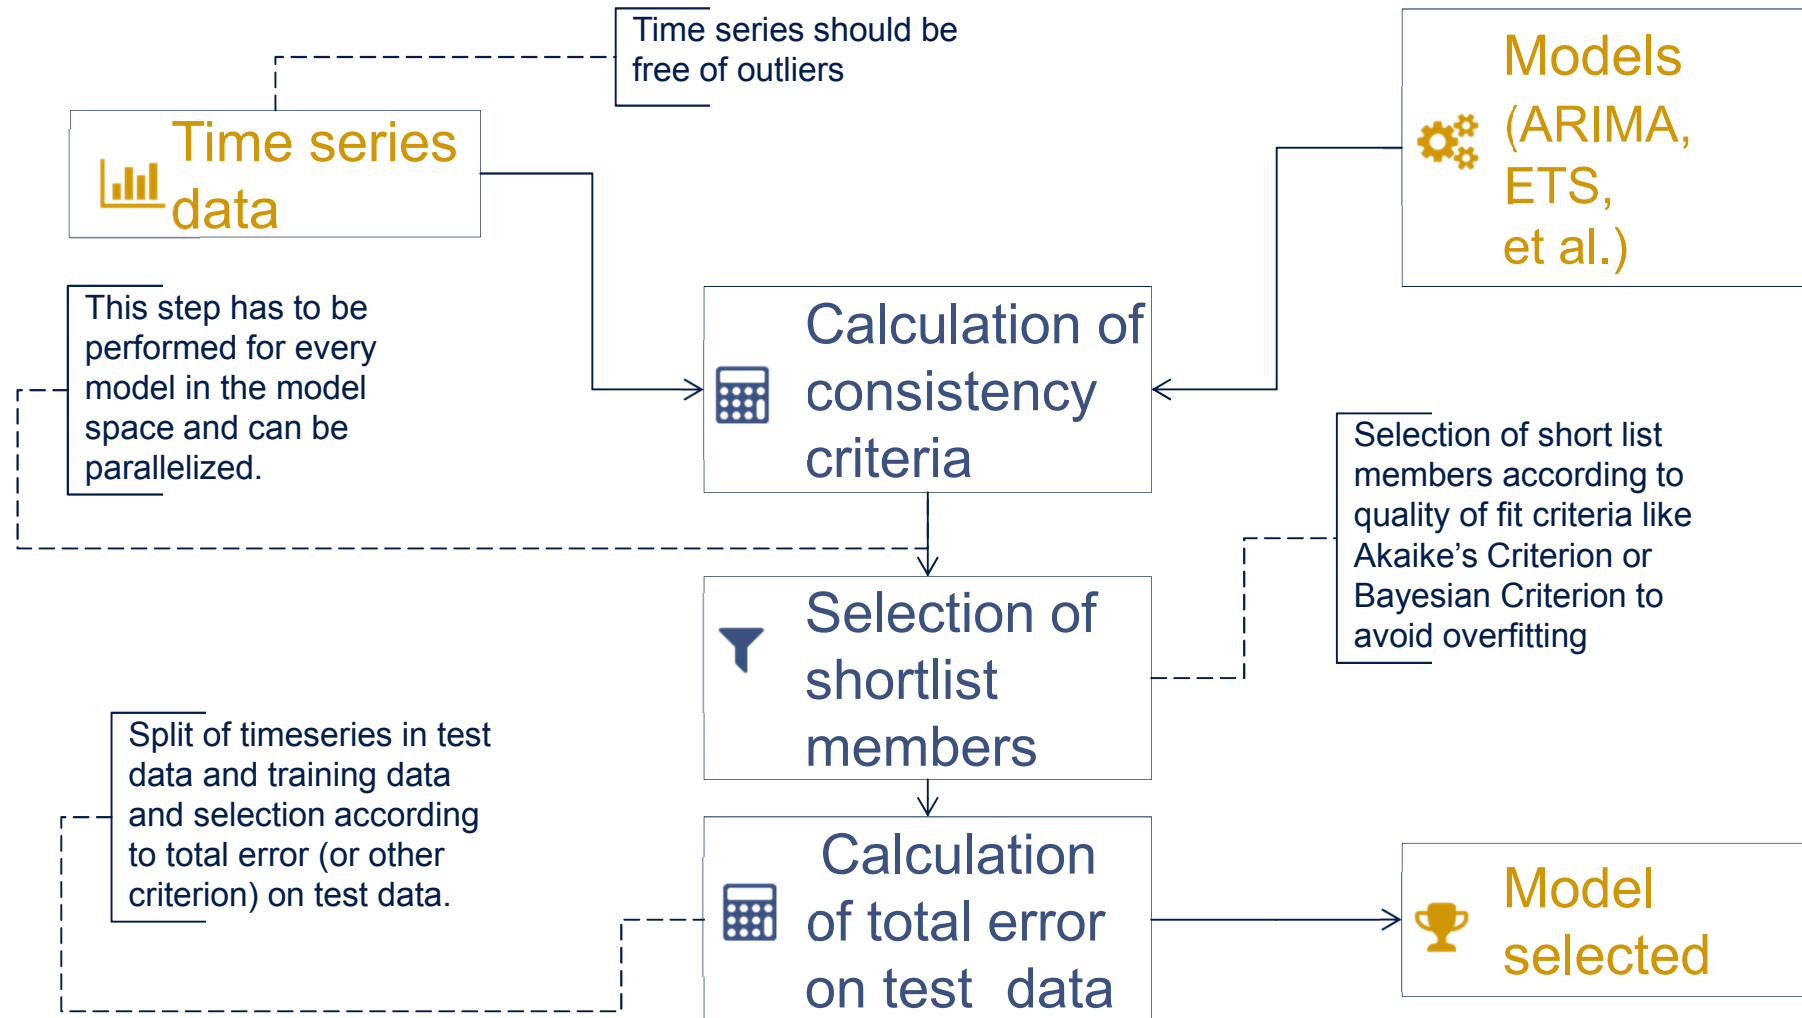 Time series should be
free of outliers
Models
(ARIMA,
ETS,
et al.)
Time series
data
This step has to be
performed for every
model in the model
space and can be
parallelized.
Calculation of
consistency
criteria
Selection of short list
members according to
quality of fit criteria like
Akaike’s Criterion or
Bayesian Criterion to
avoid overfitting
Selection of
shortlist
members
Split of timeseries in test
data and training data
and selection according
to total error (or other
criterion) on test data.
Calculation
of total error
on test data
Model
selected